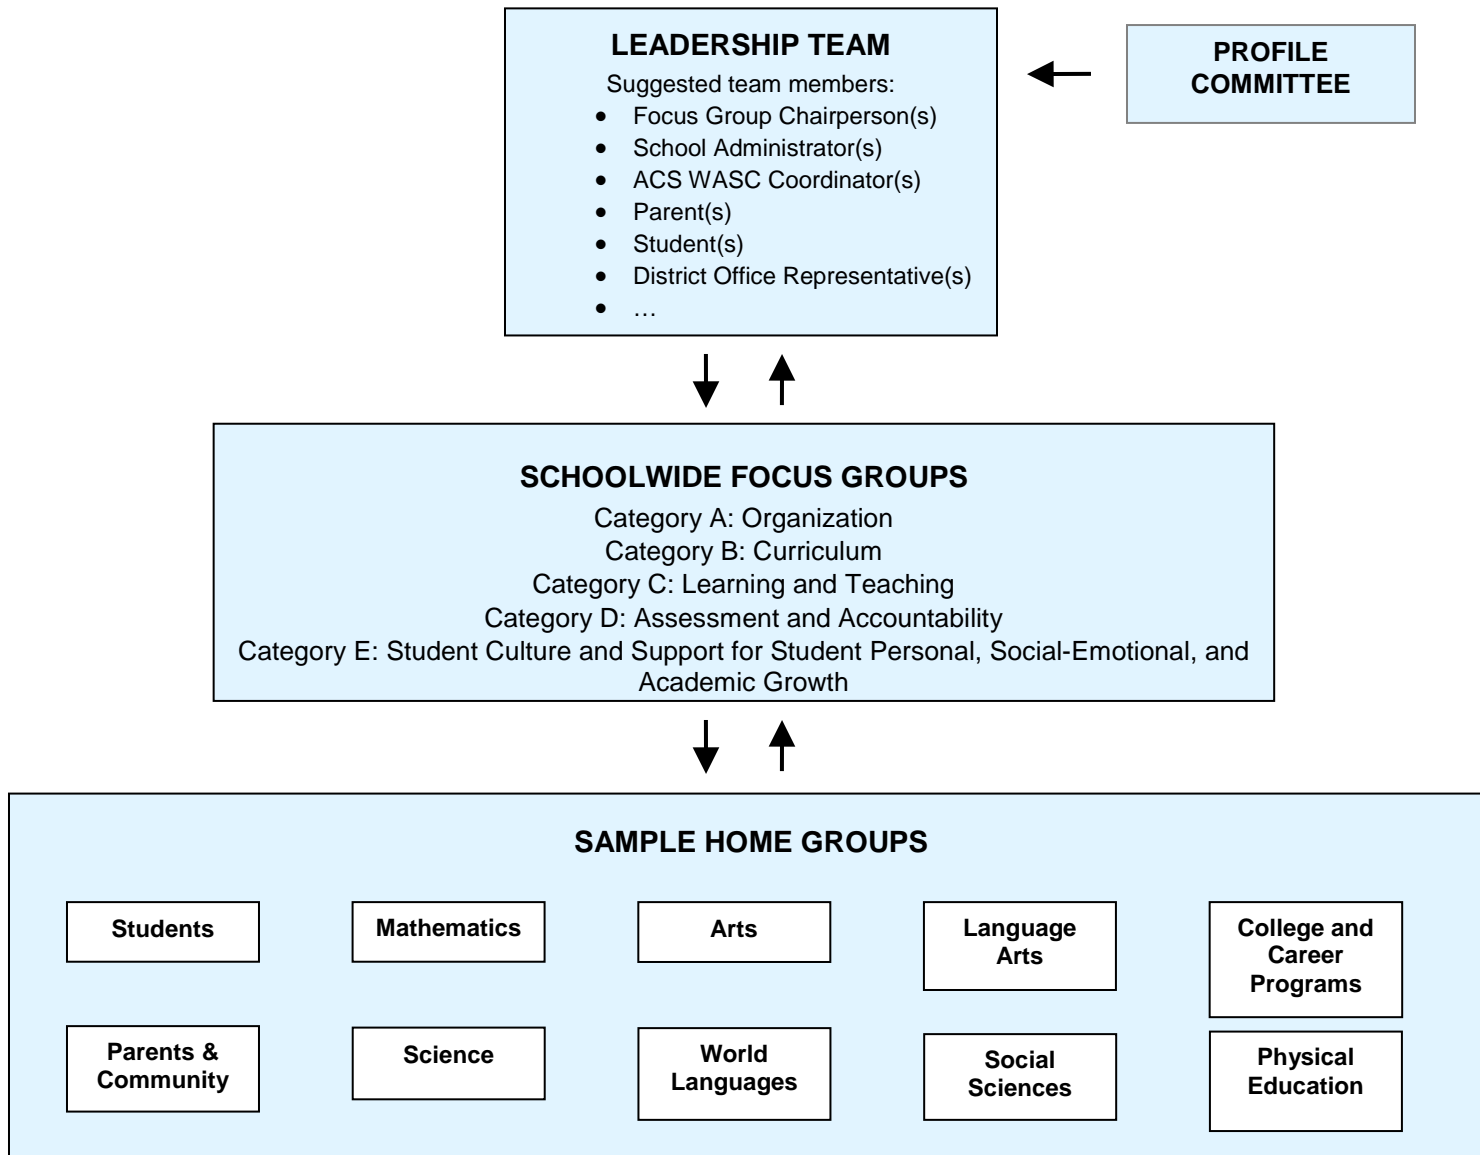 LEADERSHIP TEAM
Suggested team members:
• Focus Group Chairperson(s)
• School Administrator(s)
• ACS WASC Coordinator(s)
• Parent(s)
• Student(s)
• District Office Representative(s)
• …
PROFILE
COMMITTEE
SCHOOLWIDE FOCUS GROUPS
Category A: Organization
Category B: Curriculum
Category C: Learning and Teaching
Category D: Assessment and Accountability
Category E: Student Culture and Support for Student Personal, Social-Emotional, and
Academic Growth
SAMPLE HOME GROUPS
Students
Mathematics
Arts
Language
Arts
College and
Career
Programs
Parents &
Community
Science
World
Languages
Social
Sciences
Physical
Education